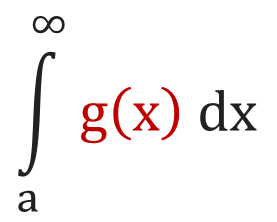 ∞
∫ g(x) dx
a